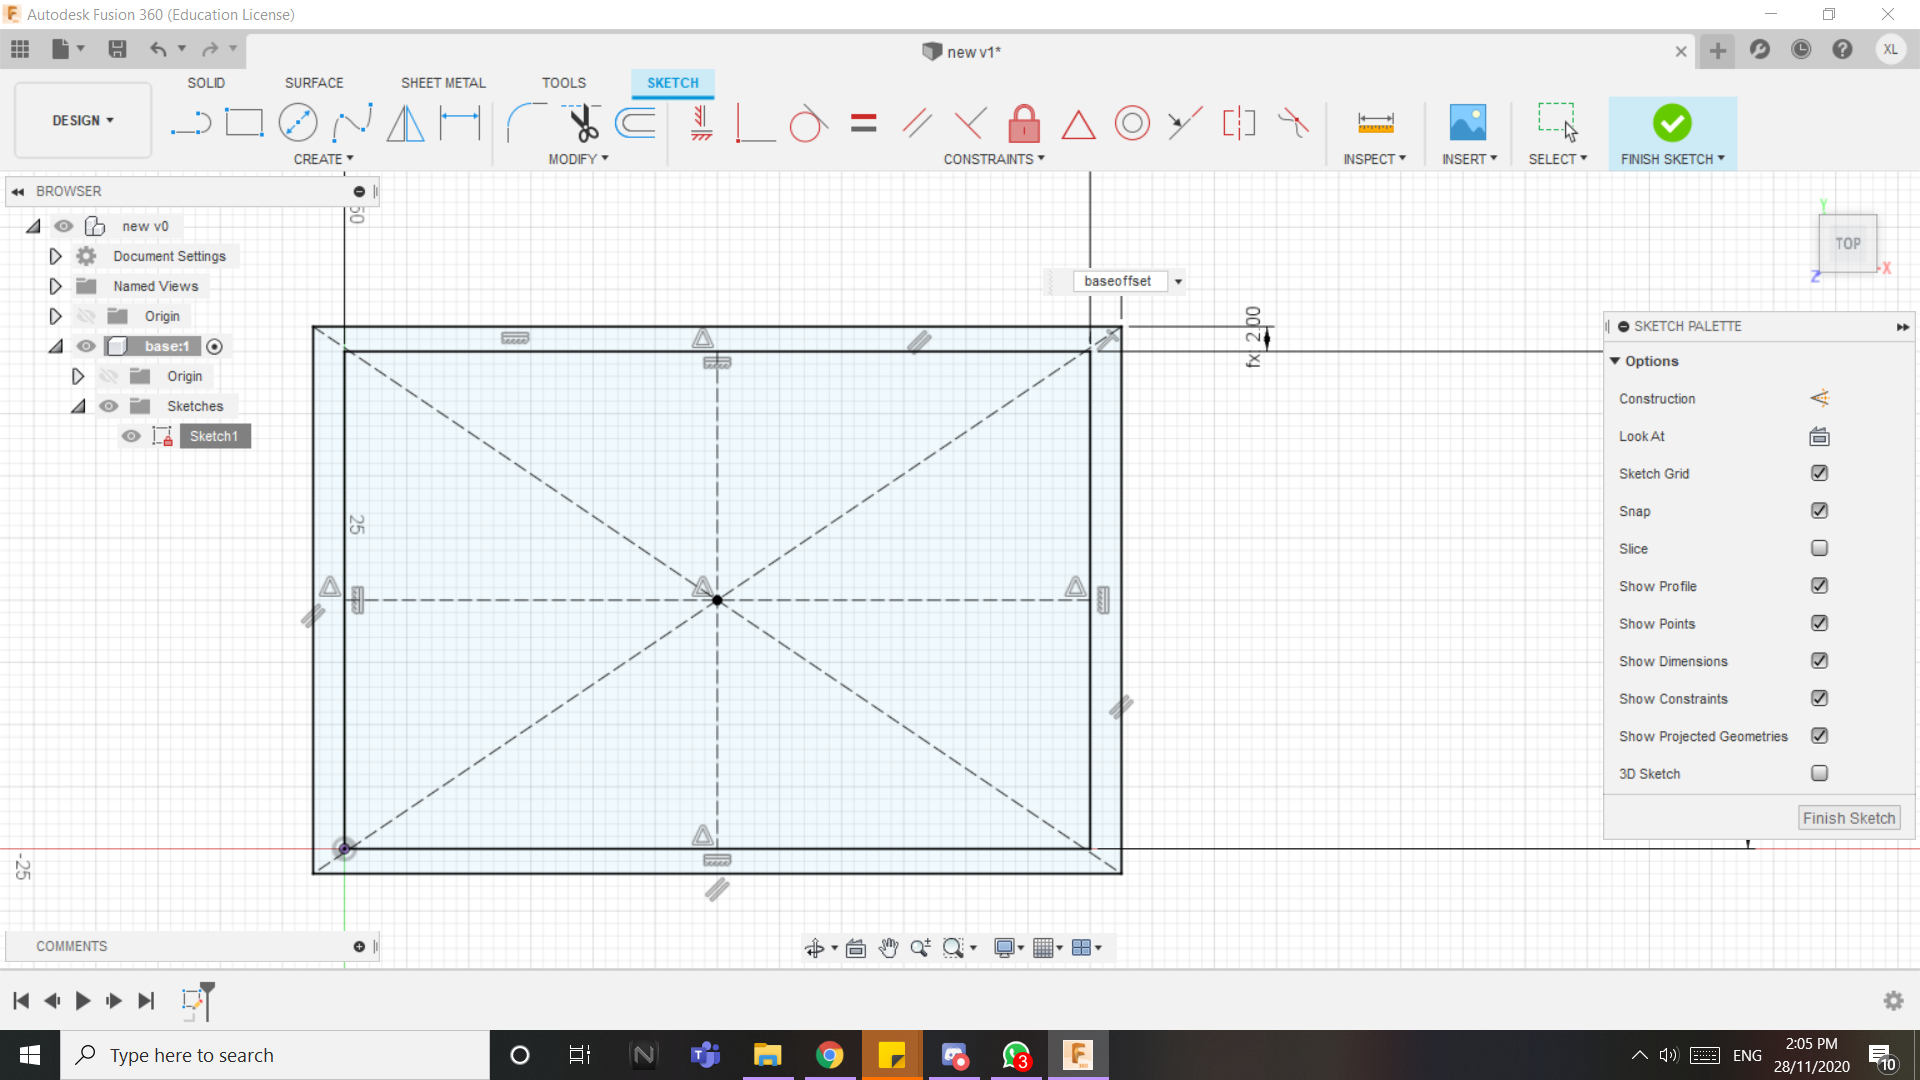 Autodesk Fusion 360 (Education License)
new v1*
XL
SOLID
SURFACE
SHEET METAL
TOOLS
SKETCH
DESIGN
CREATE
MODIFY
CONSTRAINTS
INSPECT
INSERT
SELECT
FINISH SKETCH
BROWSER
new v0
Document Settings
Named Views
Origin
base:1
Origin
Sketches
Sketch1
50
25
-25
baseoffset
fx 2.00
Y
TOP
X
Z
SKETCH PALETTE
Options
Construction
Look At
Sketch Grid
Snap
Slice
Show Profile
Show Points
Show Dimensions
Show Constraints
Show Projected Geometries
3D Sketch
Finish Sketch
COMMENTS
Type here to search
3
ENG
2:05 PM
28/11/2020
10